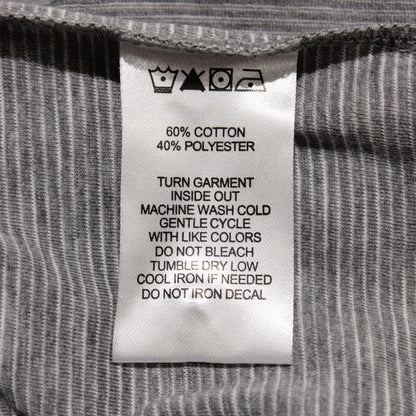 60% COTTON
40% POLYESTER
TURN GARMENT
INSIDE OUT
MACHINE WASH COLD
GENTLE CYCLE
WITH LIKE COLORS
DO NOT BLEACH
TUMBLE DRY LOW
COOL IRON IF NEEDED
DO NOT IRON DECAL